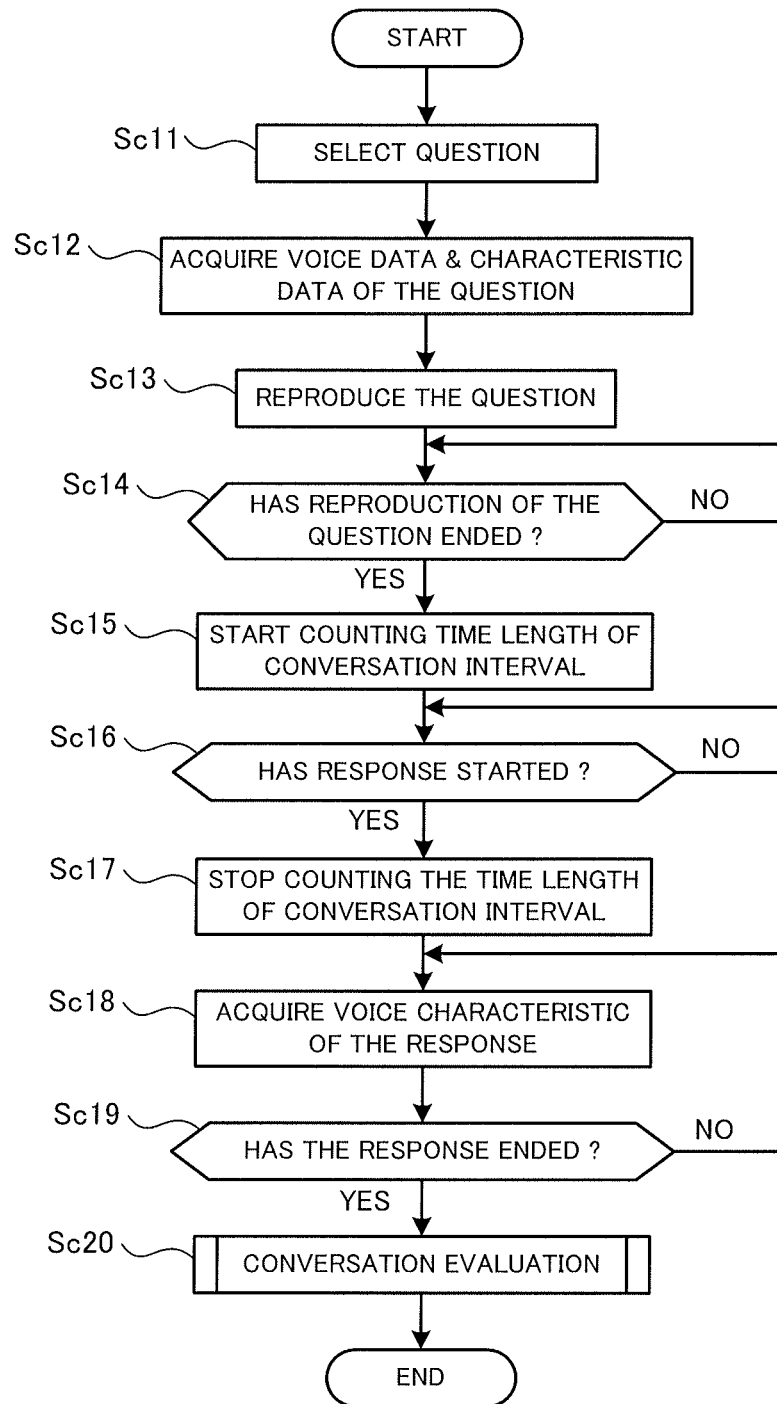 START
Sc11
SELECT QUESTION
Sc12
ACQUIRE VOICE DATA & CHARACTERISTIC
DATA OF THE QUESTION
Sc13
REPRODUCE THE QUESTION
Sc14
HAS REPRODUCTION OF THE
QUESTION ENDED ?
NO
YES
Sc15
START COUNTING TIME LENGTH OF
CONVERSATION INTERVAL
Sc16
HAS RESPONSE STARTED ?
NO
YES
Sc17
STOP COUNTING THE TIME LENGTH
OF CONVERSATION INTERVAL
Sc18
ACQUIRE VOICE CHARACTERISTIC
OF THE RESPONSE
Sc19
HAS THE RESPONSE ENDED ?
NO
YES
Sc20
CONVERSATION EVALUATION
END